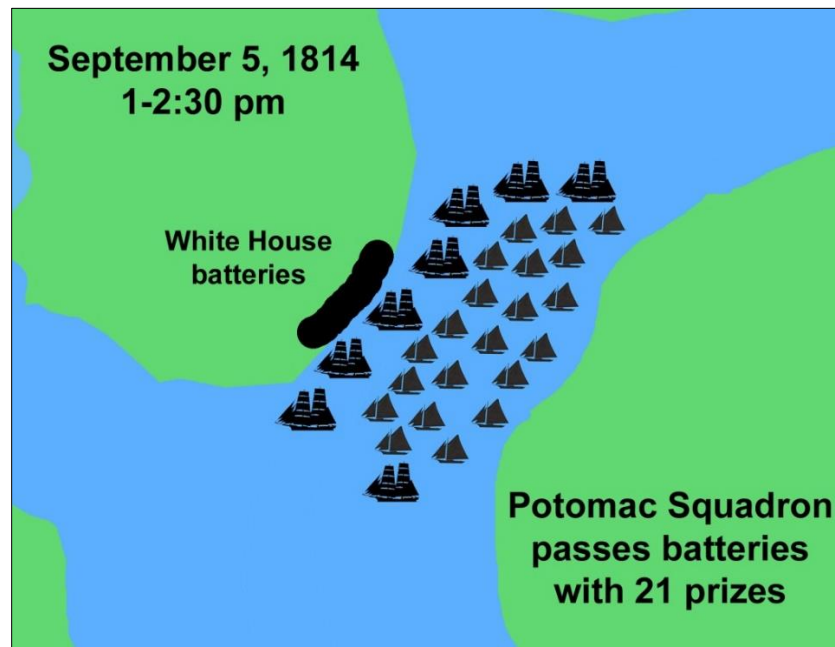 September 5, 1814
1-2:30 pm
White House
batteries
Potomac Squadron
passes batteries
with 21 prizes